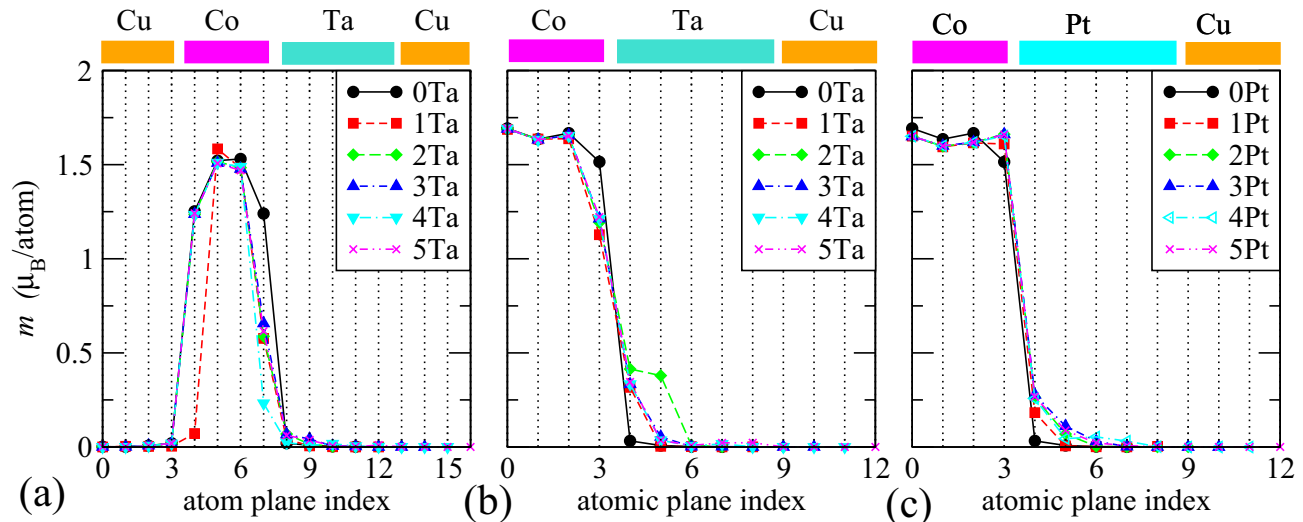 Cu Co Ta Cu
Co Ta Cu
Co Pt Cu
2
1.5
1
0.5
0
m (μB/atom)
0Ta
1Ta
2Ta
3Ta
4Ta
5Ta
0Ta
1Ta
2Ta
3Ta
4Ta
5Ta
0Pt
1Pt
2Pt
3Pt
4Pt
5Pt
0 3 6 9 12 15
0 3 6 9 12
0 3 6 9 12
(a) atom plane index
(b) atomic plane index
(c) atomic plane index